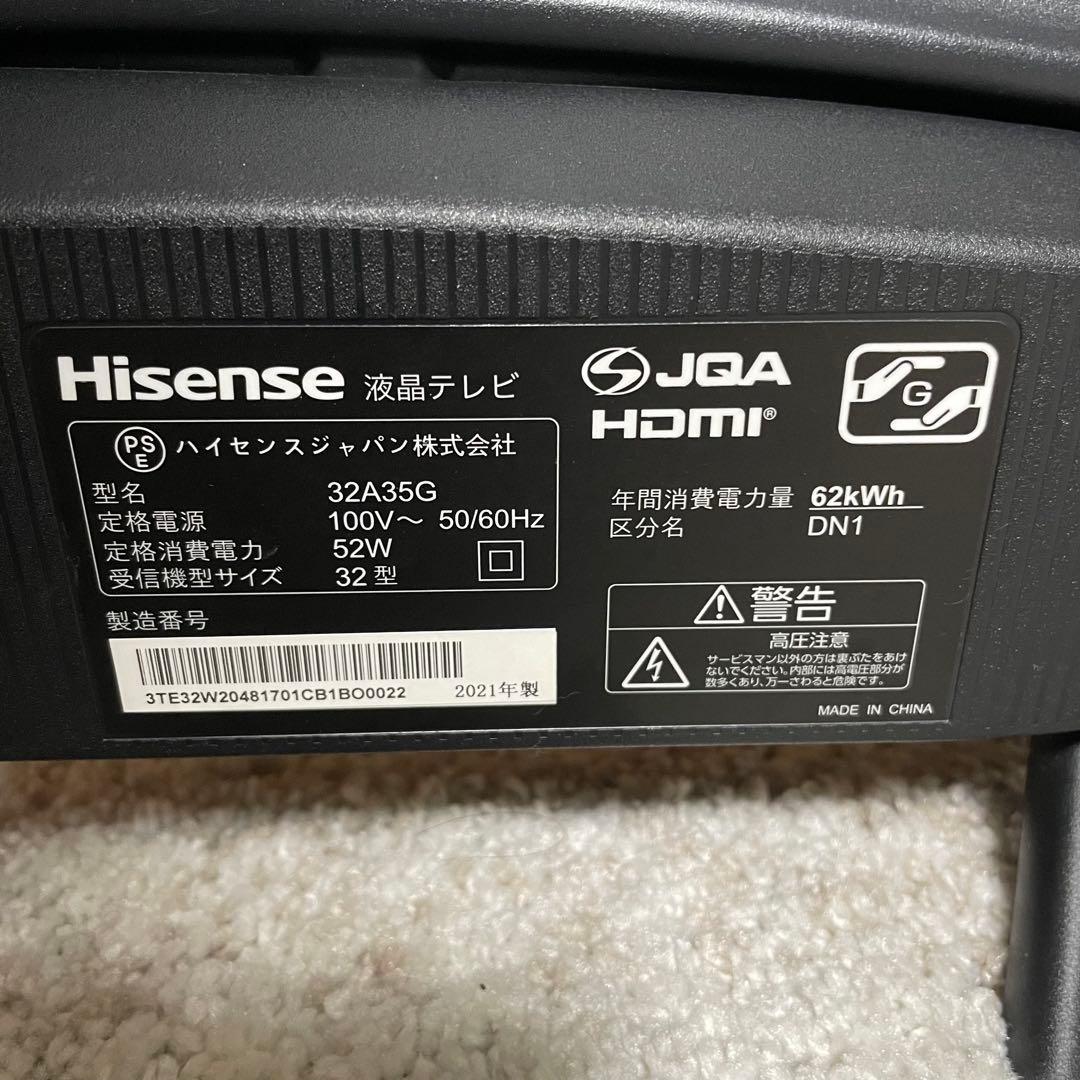 Hisense 液晶テレビ
PSE ハイセンスジャパン株式会社
型名 32A35G
定格電源 100V～ 50/60Hz
定格消費電力 52W
受信機型サイズ 32型
製造番号
3TE32W20481701CB1BO0022 2021年製
JQA
HDMI®
G
年間消費電力量 62kWh
区分名 DN1
警告
高圧注意
サービスマン以外の方は裏ぶたをあけ
ないでください。内部には高電圧部分が
数多くあり、万一さわると危険です。
MADE IN CHINA